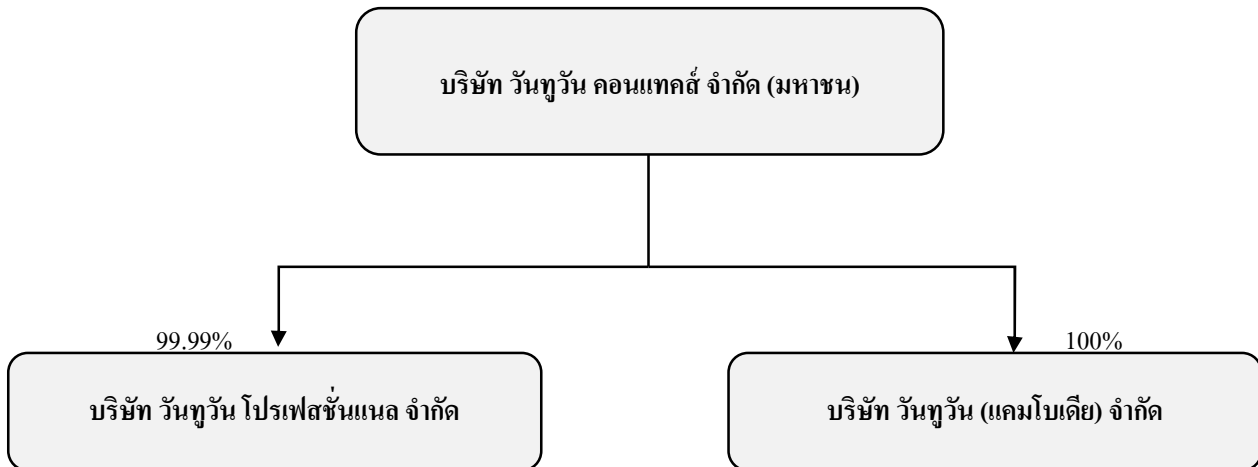 บริษัท วันทูวัน คอนแทคส์ จำกัด (มหาชน)
99.99%
100%
บริษัท วันทูวัน โปรเฟสชั่นแนล จำกัด
บริษัท วันทูวัน (แคมโบเดีย) จำกัด